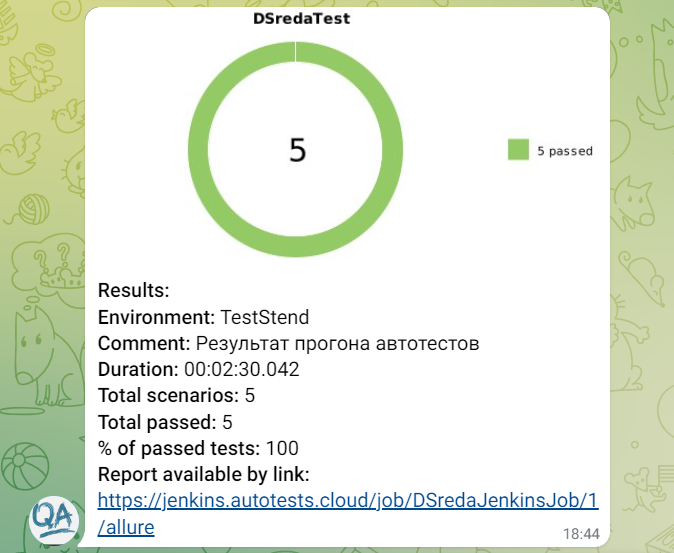 DSredaTest
5
5 passed
Results:
Environment: TestStend
Comment: Результат прогона автотестов
Duration: 00:02:30.042
Total scenarios: 5
Total passed: 5
% of passed tests: 100
Report available by link:
https://jenkins.autotests.cloud/job/DSredaJenkinsJob/1
/allure
QA
18:44